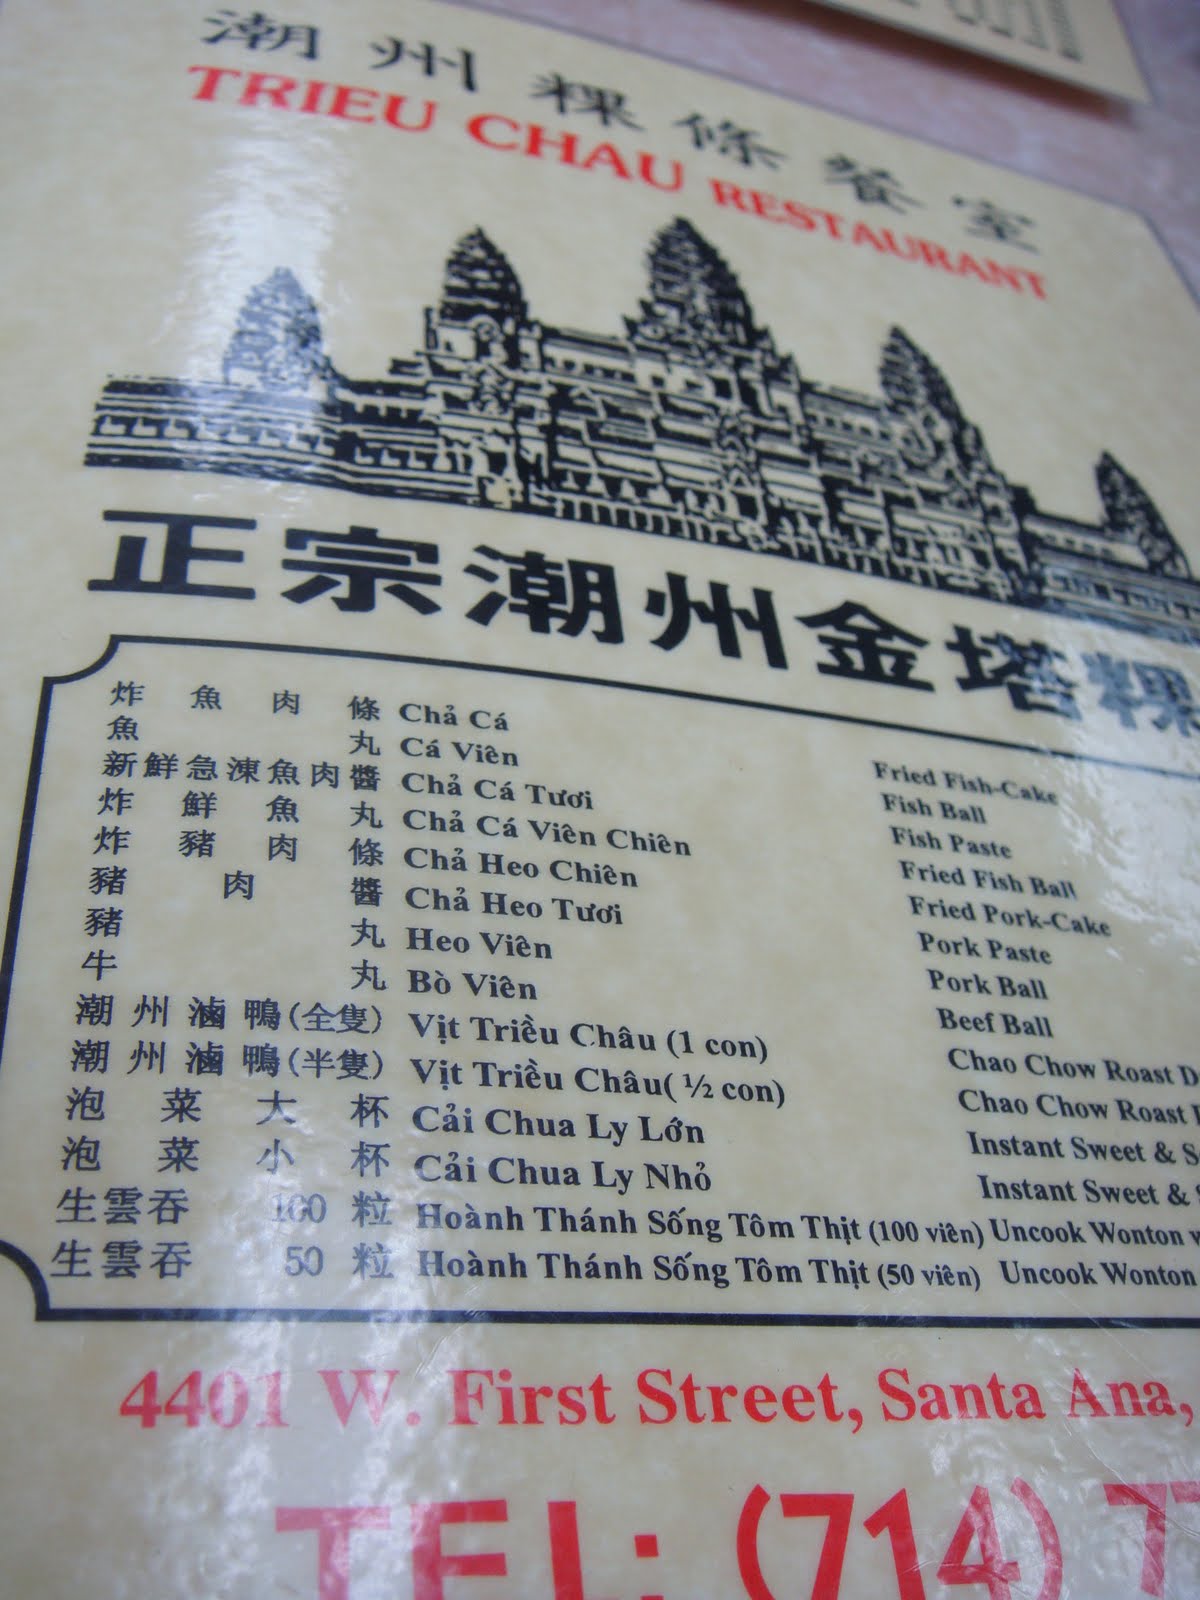 潮州粿條餐室
TRIEU CHAU RESTAURANT
正宗潮州金塔粿
炸魚肉條 Chả Cá Fried Fish-Cake
魚丸 Cá Viên Fish Ball
新鮮急凍魚肉醬 Chả Cá Tươi Fish Paste
炸鮮魚丸 Chả Cá Viên Chiên Fried Fish Ball
炸豬肉條 Chả Heo Chiên Fried Pork-Cake
豬肉醬 Chả Heo Tươi Pork Paste
豬丸 Heo Viên Pork Ball
牛丸 Bò Viên Beef Ball
潮州滷鴨(全隻) Vịt Triều Châu (1 con) Chao Chow Roast D
潮州滷鴨(半隻) Vịt Triều Châu( ½ con) Chao Chow Roast
泡菜大杯 Cải Chua Ly Lớn Instant Sweet & S
泡菜小杯 Cải Chua Ly Nhỏ Instant Sweet &
生雲吞 100 粒 Hoành Thánh Sống Tôm Thịt (100 viên) Uncook Wonton w
生雲吞 50 粒 Hoành Thánh Sống Tôm Thịt (50 viên) Uncook Wonton
4401 W. First Street, Santa Ana,
TEL: (714) 77